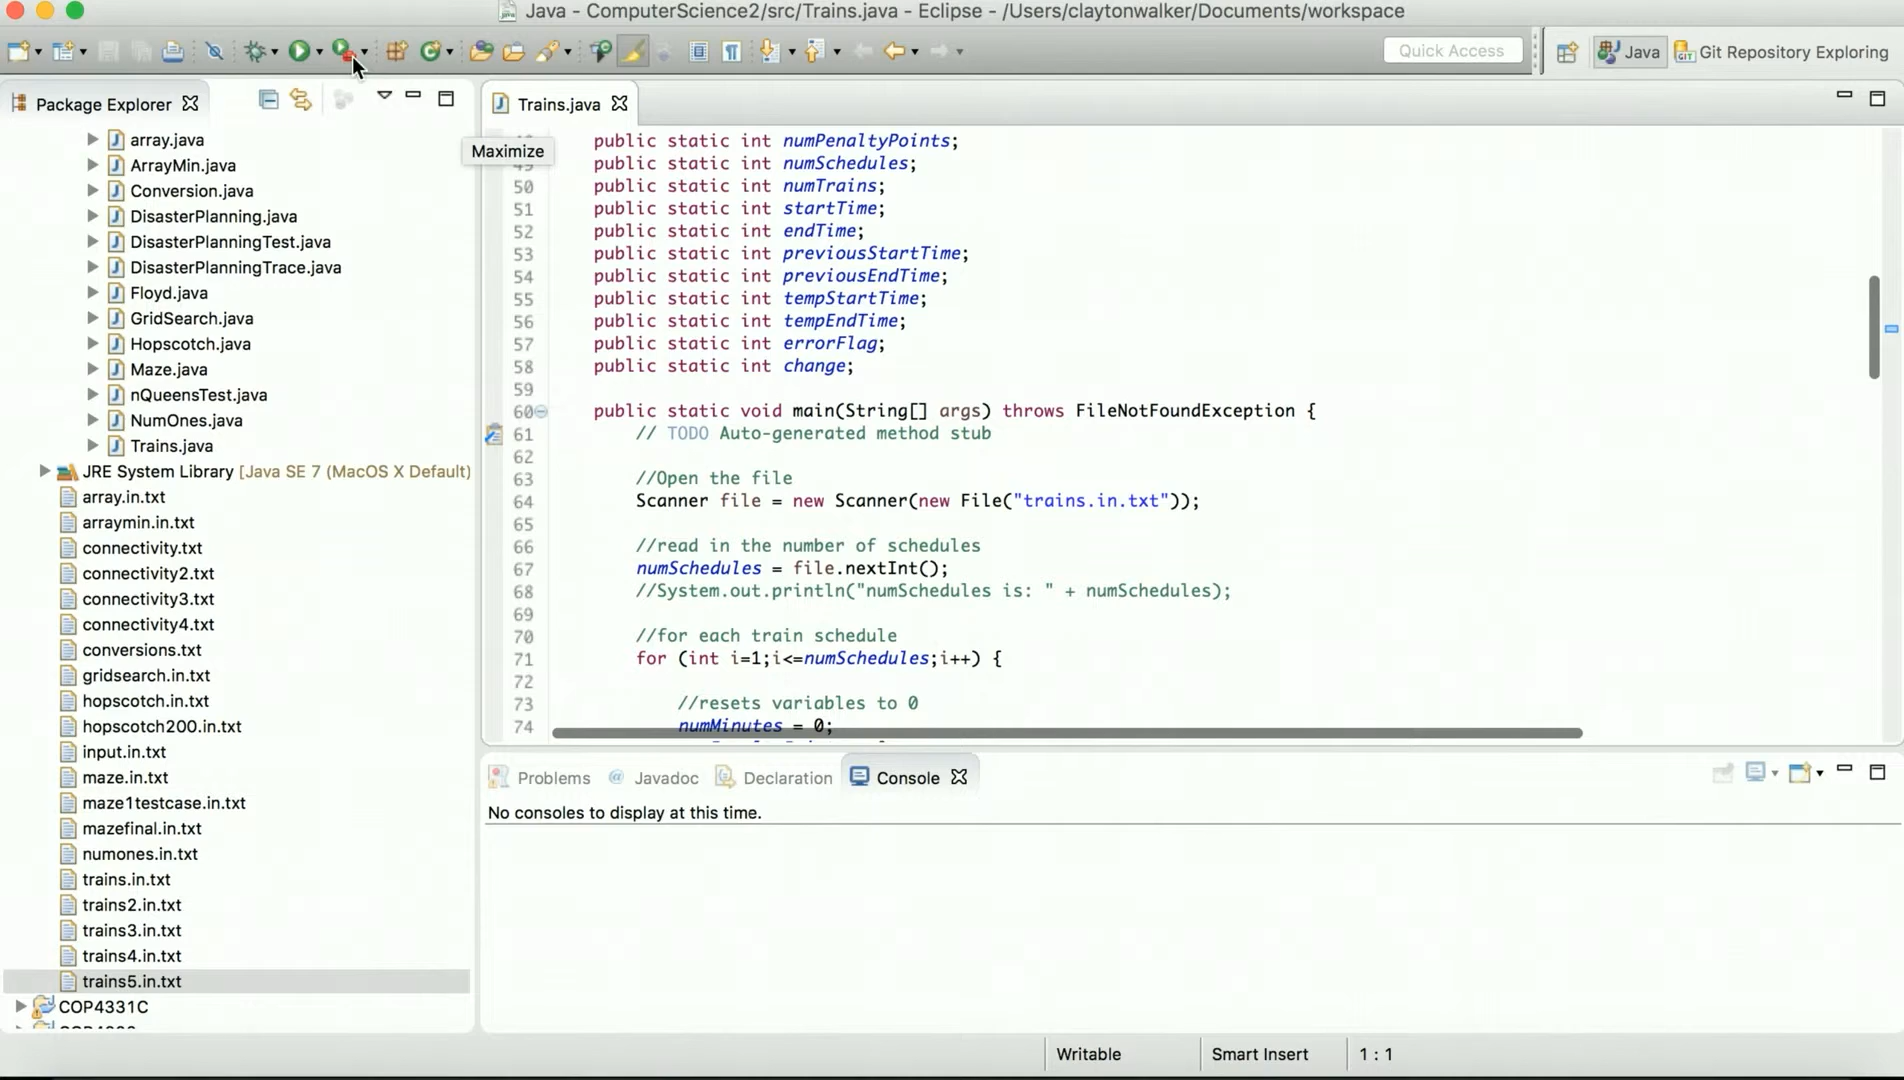 Java - ComputerScience2/src/Trains.java - Eclipse - /Users/claytonwalker/Documents/workspace
Quick Access
Java
Git Repository Exploring
Package Explorer
array.java
ArrayMin.java
Conversion.java
DisasterPlanning.java
DisasterPlanningTest.java
DisasterPlanningTrace.java
Floyd.java
GridSearch.java
Hopscotch.java
Maze.java
nQueensTest.java
NumOnes.java
Trains.java
JRE System Library [Java SE 7 (MacOS X Default)]
array.in.txt
arraymin.in.txt
connectivity.txt
connectivity2.txt
connectivity3.txt
connectivity4.txt
conversions.txt
gridsearch.in.txt
hopscotch.in.txt
hopscotch200.in.txt
input.in.txt
maze.in.txt
maze1testcase.in.txt
mazefinal.in.txt
numones.in.txt
trains.in.txt
trains2.in.txt
trains3.in.txt
trains4.in.txt
trains5.in.txt
COP4331C
Maximize
Trains.java
public static int numPenaltyPoints;
49 public static int numSchedules;
50 public static int numTrains;
51 public static int startTime;
52 public static int endTime;
53 public static int previousStartTime;
54 public static int previousEndTime;
55 public static int tempStartTime;
56 public static int tempEndTime;
57 public static int errorFlag;
58 public static int change;
59
60 public static void main(String[] args) throws FileNotFoundException {
61 // TODO Auto-generated method stub
62
63 //Open the file
64 Scanner file = new Scanner(new File("trains.in.txt"));
65
66 //read in the number of schedules
67 numSchedules = file.nextInt();
68 //System.out.println("numSchedules is: " + numSchedules);
69
70 //for each train schedule
71 for (int i=1;i<=numSchedules;i++) {
72
73 //resets variables to 0
74 numMinutes = 0;
Problems
@ Javadoc
Declaration
Console
No consoles to display at this time.
Writable
Smart Insert
1 : 1